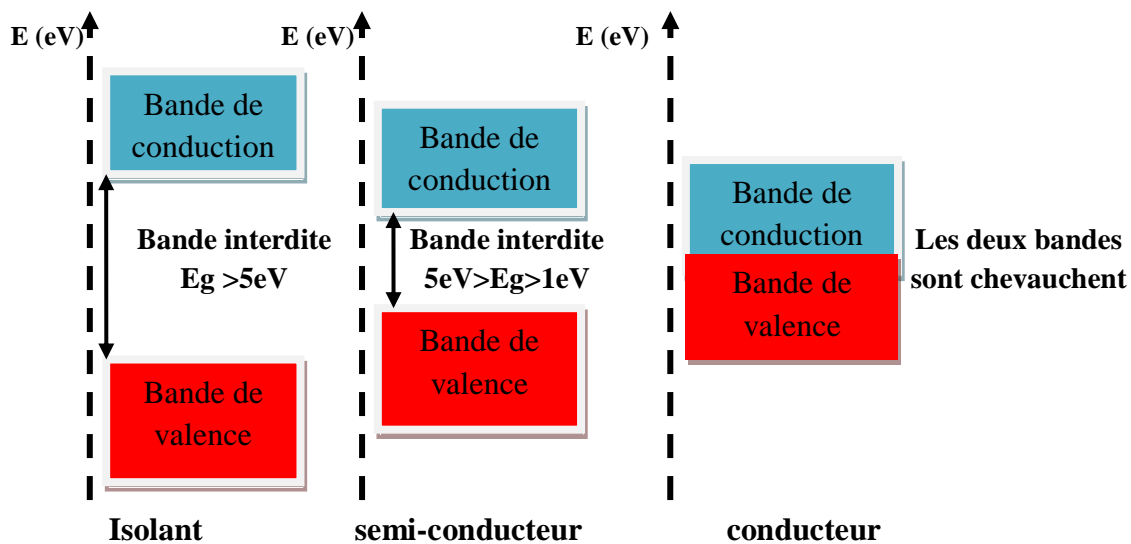 E (eV)
Bande de
conduction
Bande interdite
Eg >5eV
Bande de
valence
Isolant
E (eV)
Bande de
conduction
Bande interdite
5eV>Eg>1eV
Bande de
valence
semi-conducteur
E (eV)
Bande de
conduction
Bande de
valence
Les deux bandes
sont chevauchent
conducteur